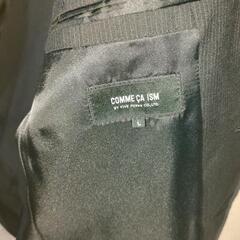 COMME ÇA ISM
BY FIVE FOXES CO.,LTD.
L